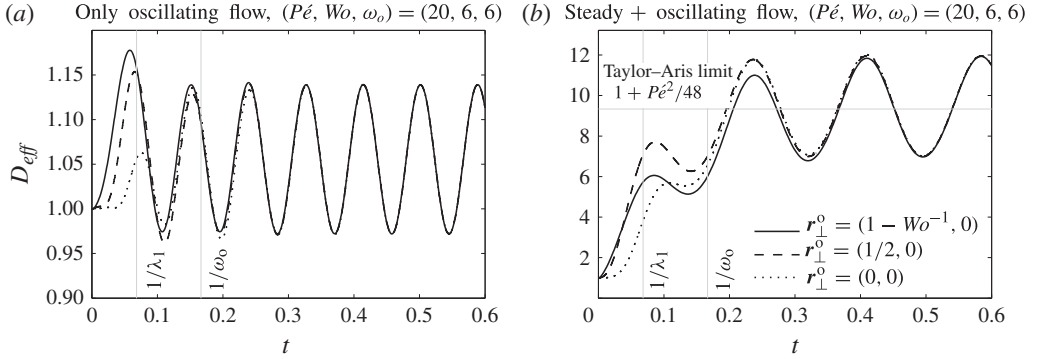 (a) Only oscillating flow, (Pé, Wo, ωₒ) = (20, 6, 6)
1.15
1.10
1.05
1.00
0.95
0.90
D_eff
1/λ₁
1/ωₒ
0 0.1 0.2 0.3 0.4 0.5 0.6
t
(b) Steady + oscillating flow, (Pé, Wo, ωₒ) = (20, 6, 6)
12
10
8
6
4
2
Taylor–Aris limit
1 + Pé²/48
1/λ₁
1/ωₒ
r⊥° = (1 − Wo⁻¹, 0)
r⊥° = (1/2, 0)
r⊥° = (0, 0)
0 0.1 0.2 0.3 0.4 0.5 0.6
t